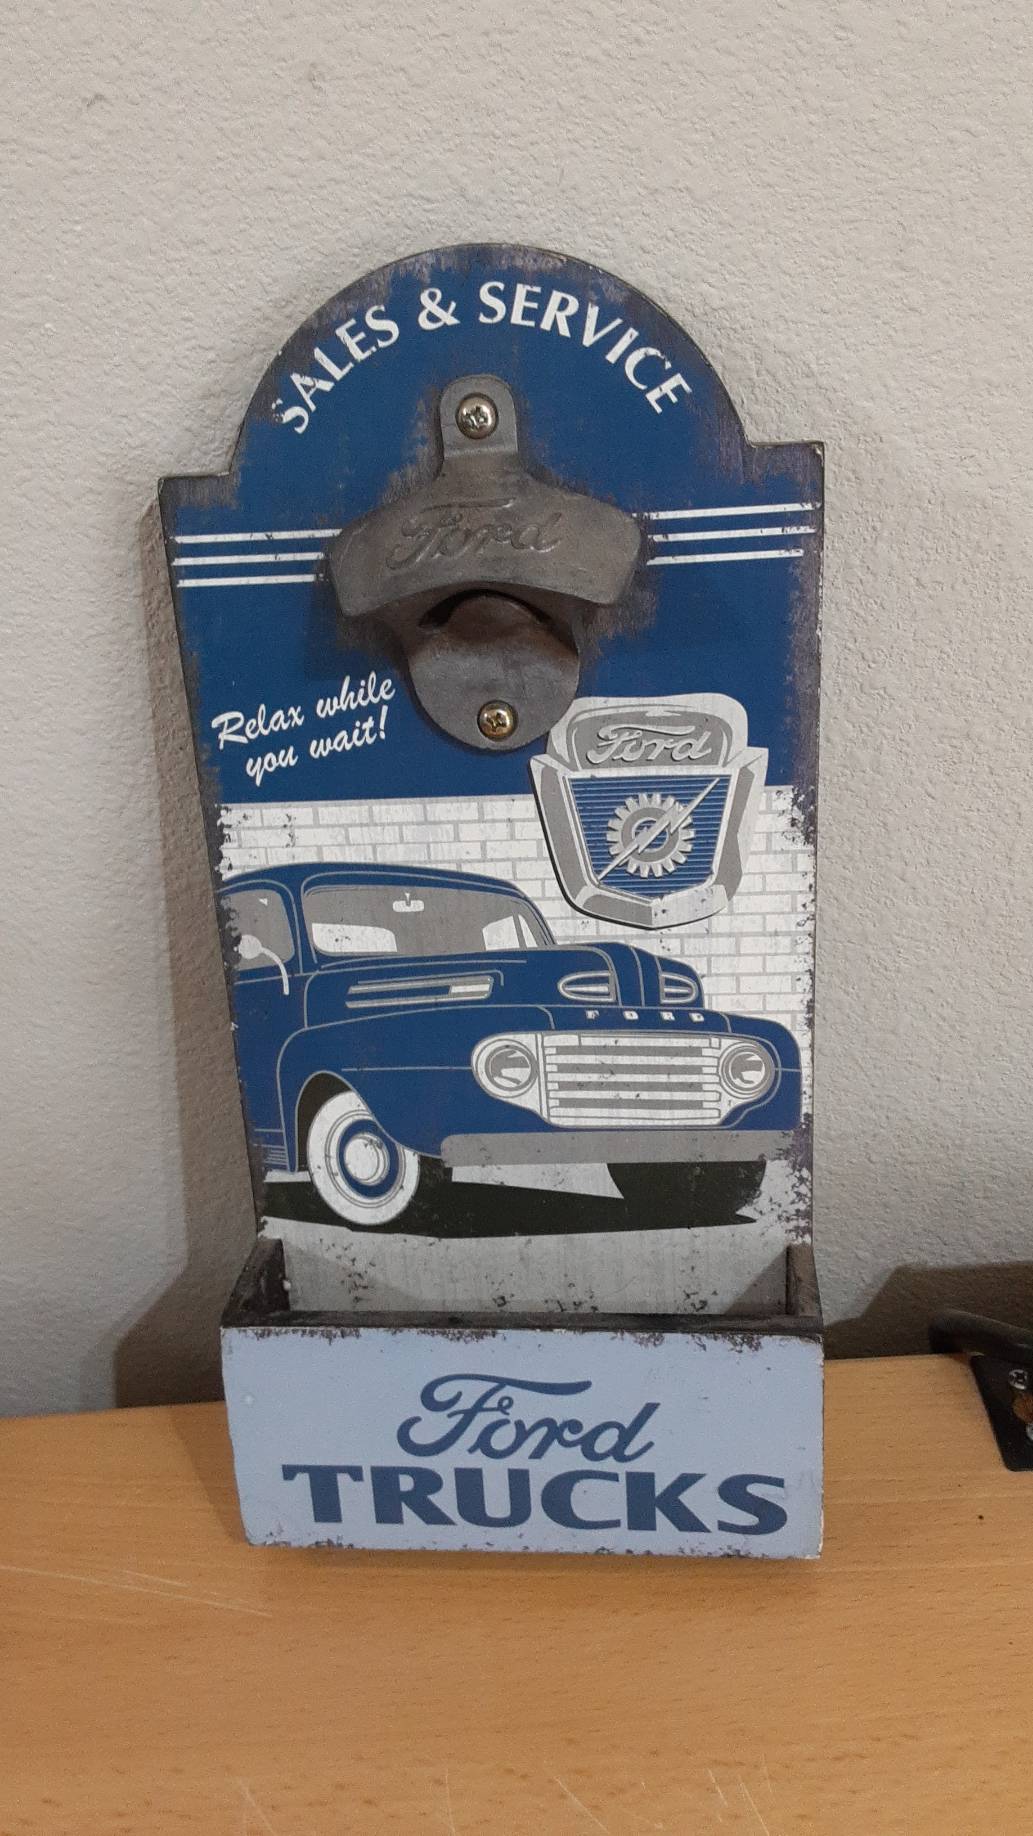 SALES & SERVICE
Ford
Relax while
you wait!
Ford
FORD
Ford
TRUCKS